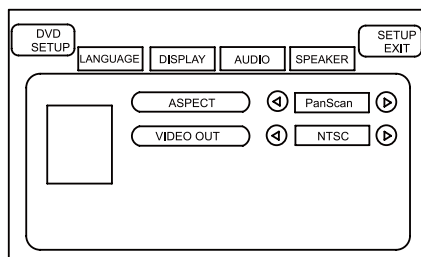 DVD
SETUP
SETUP
EXIT
LANGUAGE DISPLAY AUDIO SPEAKER
ASPECT PanScan
VIDEO OUT NTSC